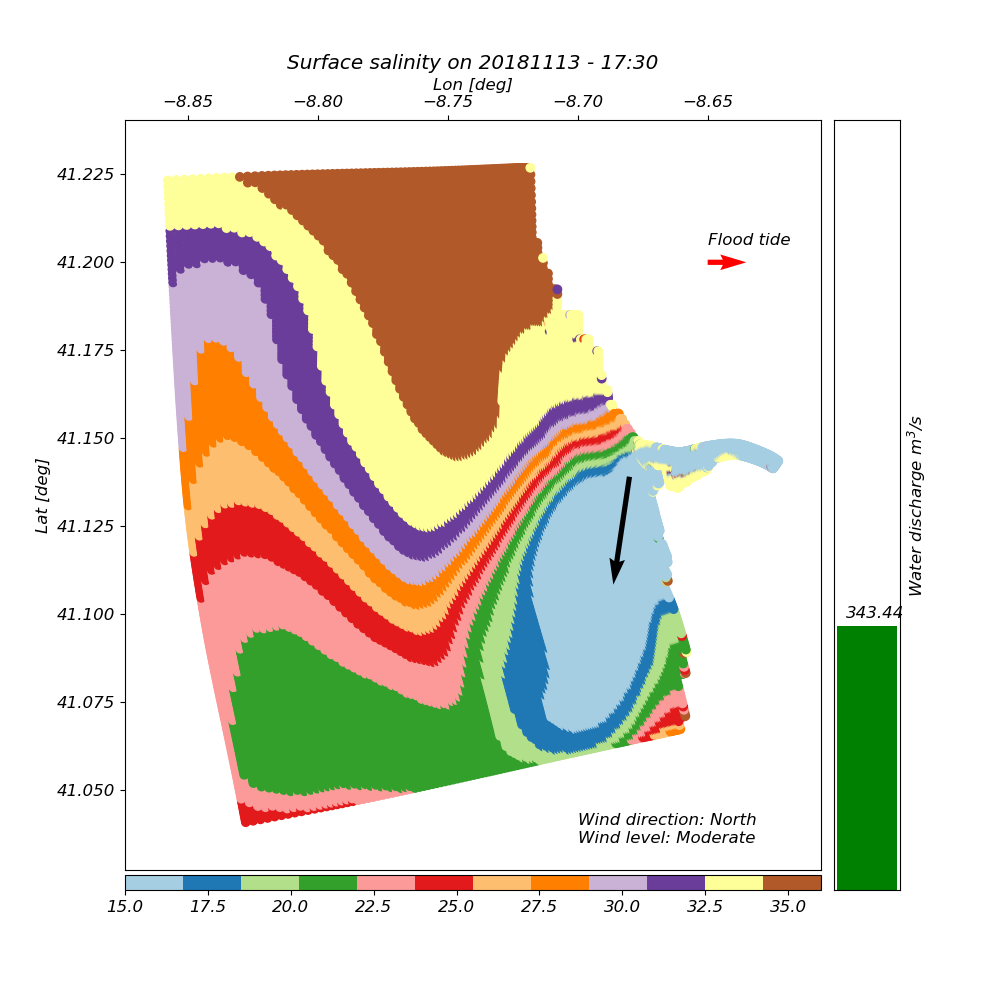 Surface salinity on 20181113 - 17:30
Lon [deg]
−8.85 −8.80 −8.75 −8.70 −8.65
41.225
41.200
41.175
41.150
41.125
41.100
41.075
41.050
Lat [deg]
Flood tide
Wind direction: North
Wind level: Moderate
343.44
Water discharge m³/s
15.0 17.5 20.0 22.5 25.0 27.5 30.0 32.5 35.0